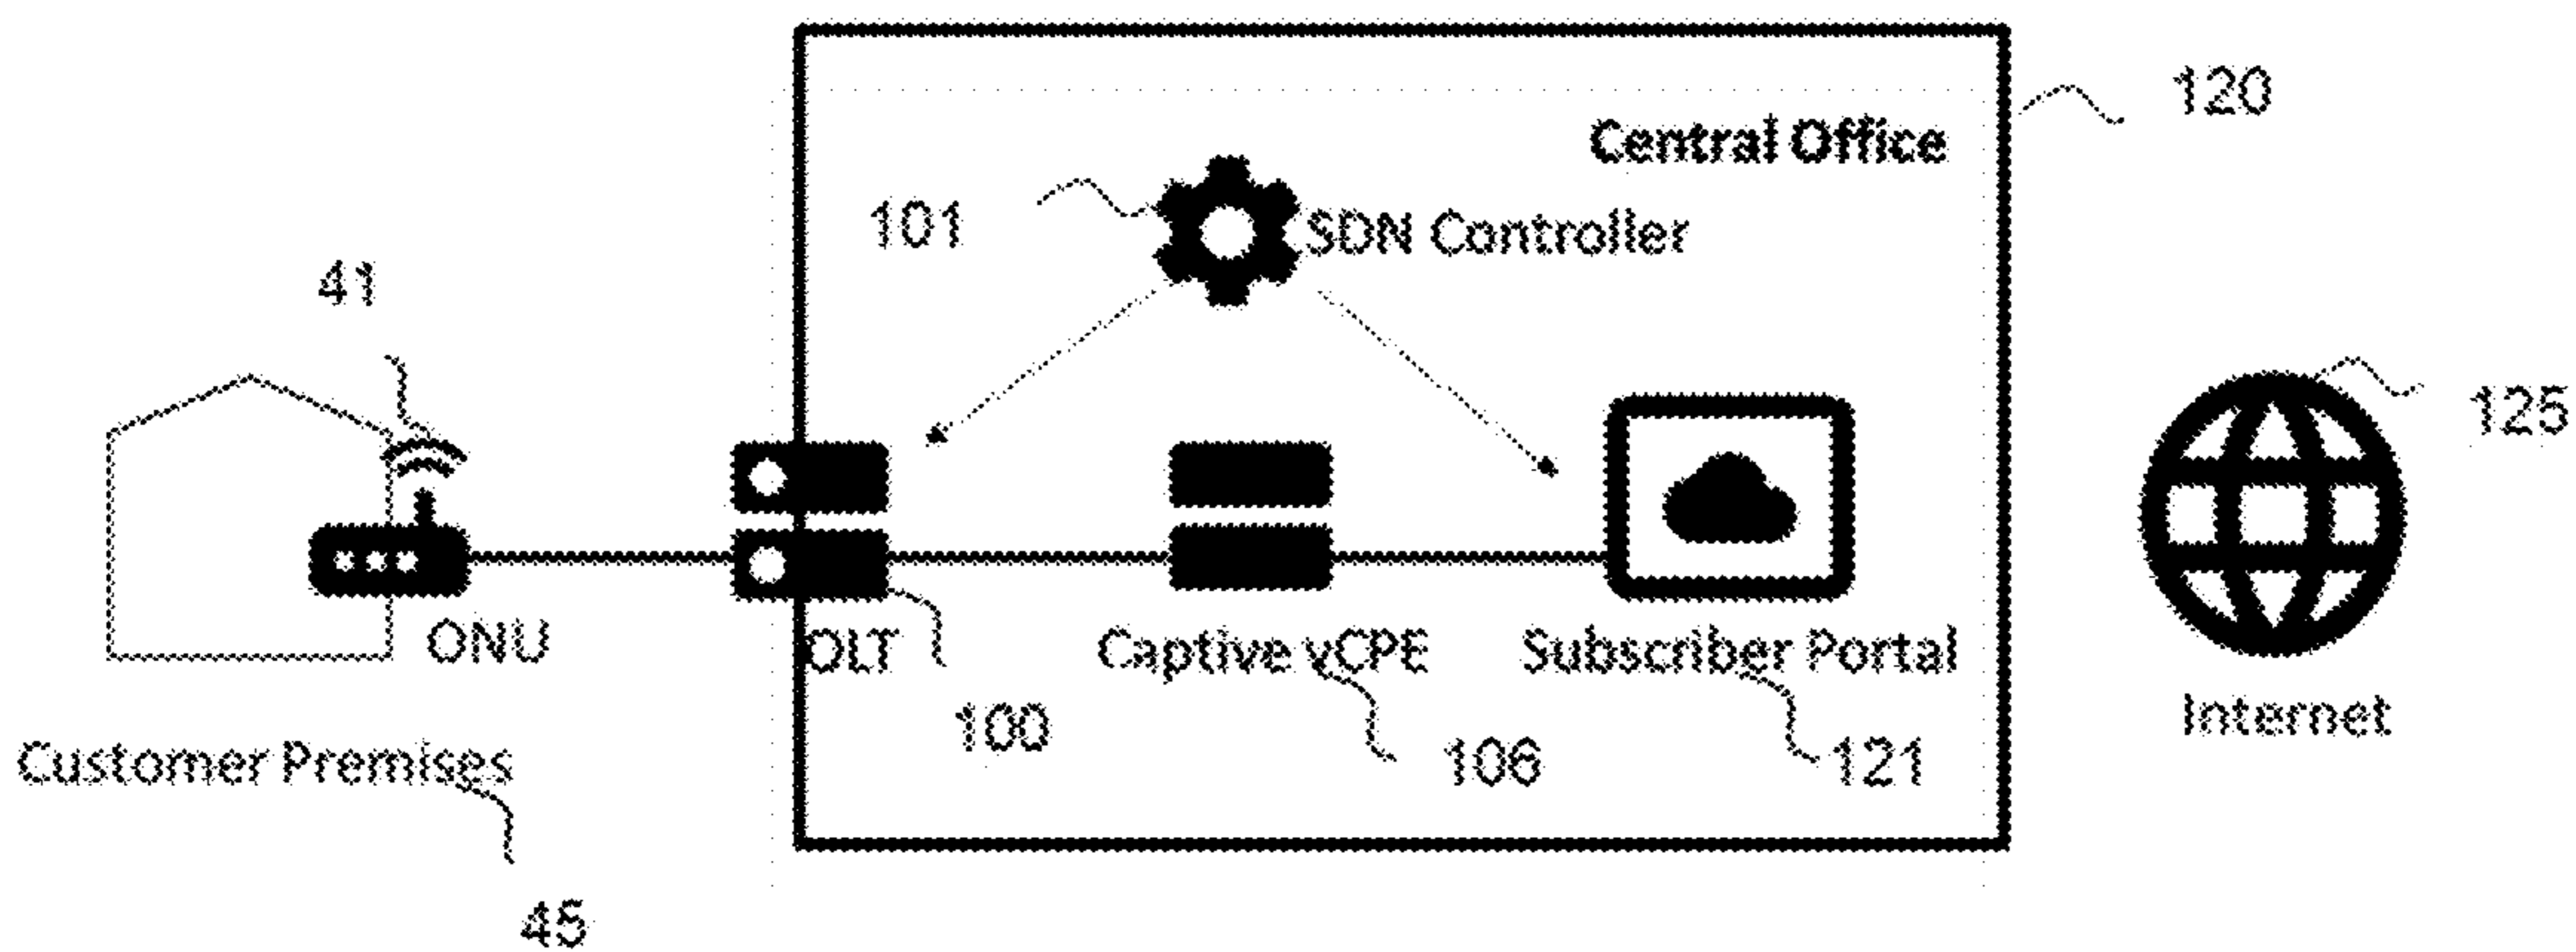 120
Central Office
101
SDN Controller
41
125
ONU
OLT
Captive vCPE
Subscriber Portal
100
106
121
Internet
Customer Premises
45